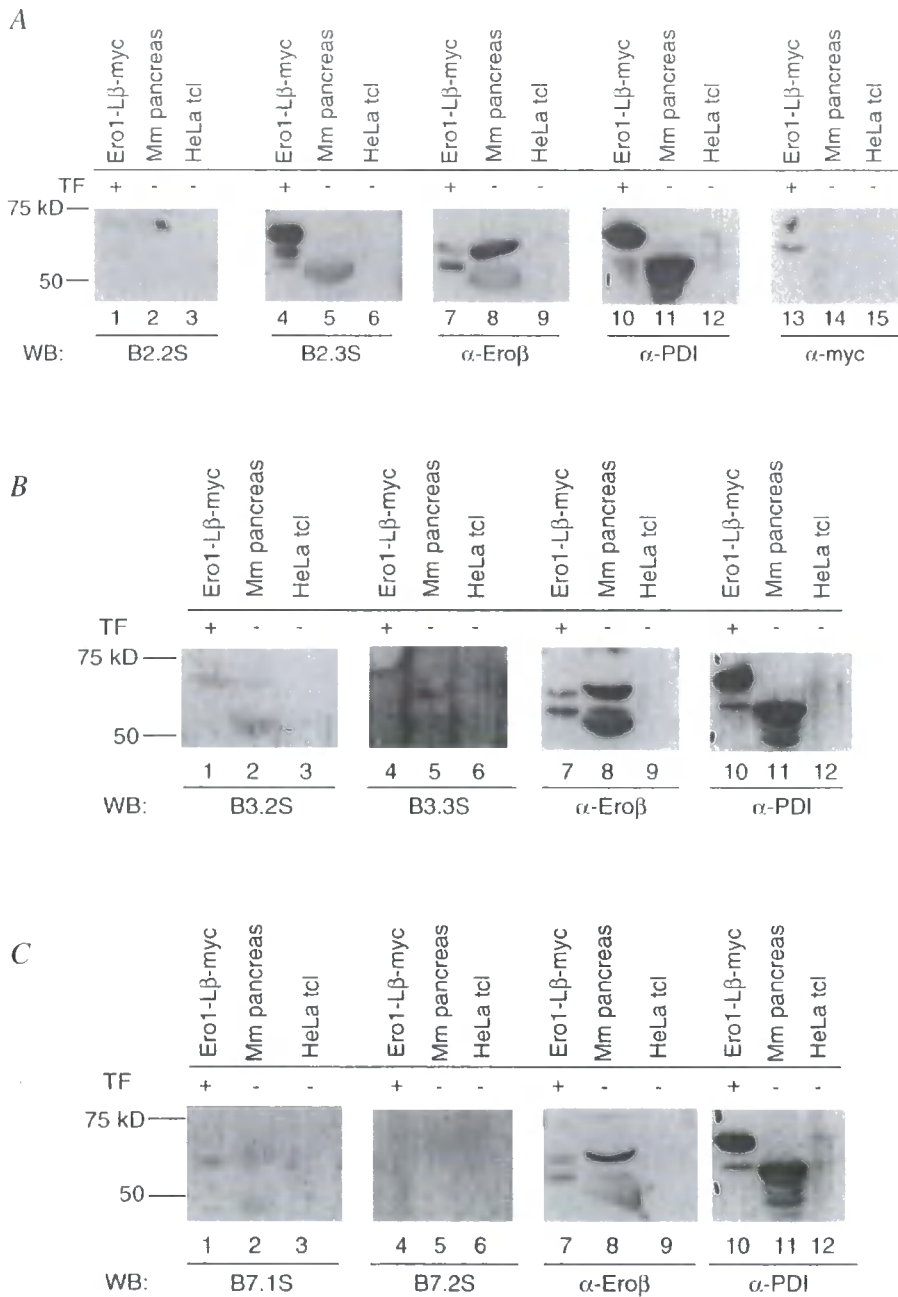 A
Ero1-Lβ-myc Mm pancreas HeLa tcl Ero1-Lβ-myc Mm pancreas HeLa tcl Ero1-Lβ-myc Mm pancreas HeLa tcl Ero1-Lβ-myc Mm pancreas HeLa tcl Ero1-Lβ-myc Mm pancreas HeLa tcl
TF + - - + - - + - - + - - + - -
75 kD
50
1 2 3 4 5 6 7 8 9 10 11 12 13 14 15
WB: B2.2S B2.3S α-Eroβ α-PDI α-myc
B
Ero1-Lβ-myc Mm pancreas HeLa tcl Ero1-Lβ-myc Mm pancreas HeLa tcl Ero1-Lβ-myc Mm pancreas HeLa tcl Ero1-Lβ-myc Mm pancreas HeLa tcl
TF + - - + - - + - - + - -
75 kD
50
1 2 3 4 5 6 7 8 9 10 11 12
WB: B3.2S B3.3S α-Eroβ α-PDI
C
Ero1-Lβ-myc Mm pancreas HeLa tcl Ero1-Lβ-myc Mm pancreas HeLa tcl Ero1-Lβ-myc Mm pancreas HeLa tcl Ero1-Lβ-myc Mm pancreas HeLa tcl
TF + - - + - - + - - + - -
75 kD
50
1 2 3 4 5 6 7 8 9 10 11 12
WB: B7.1S B7.2S α-Eroβ α-PDI